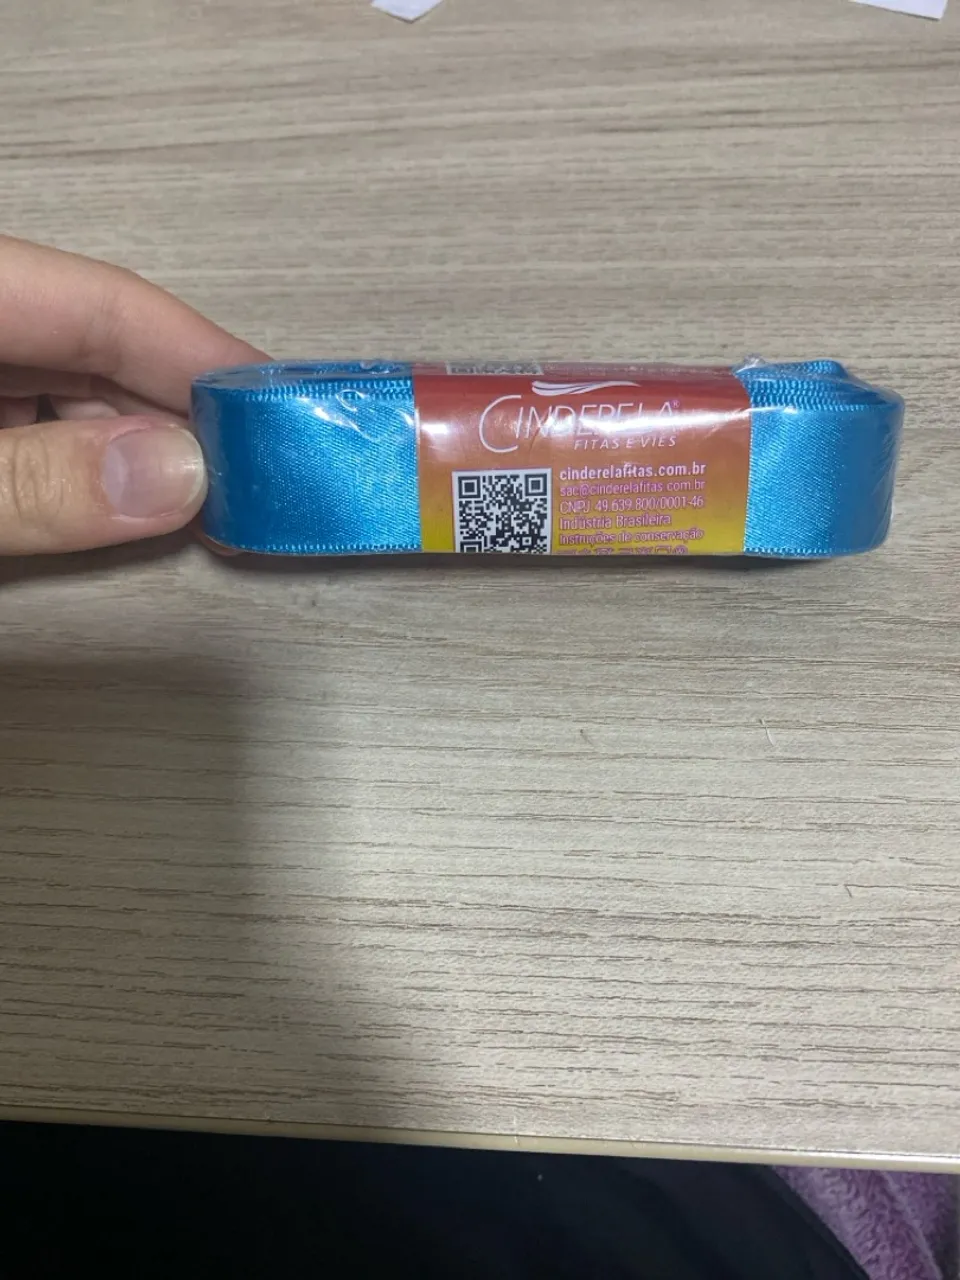 CINDERELA®
FITAS E VIÉS
cinderelafitas.com.br
sac@cinderelafitas.com.br
CNPJ 49.639.800/0001-46
Indústria Brasileira
Instruções de conservação